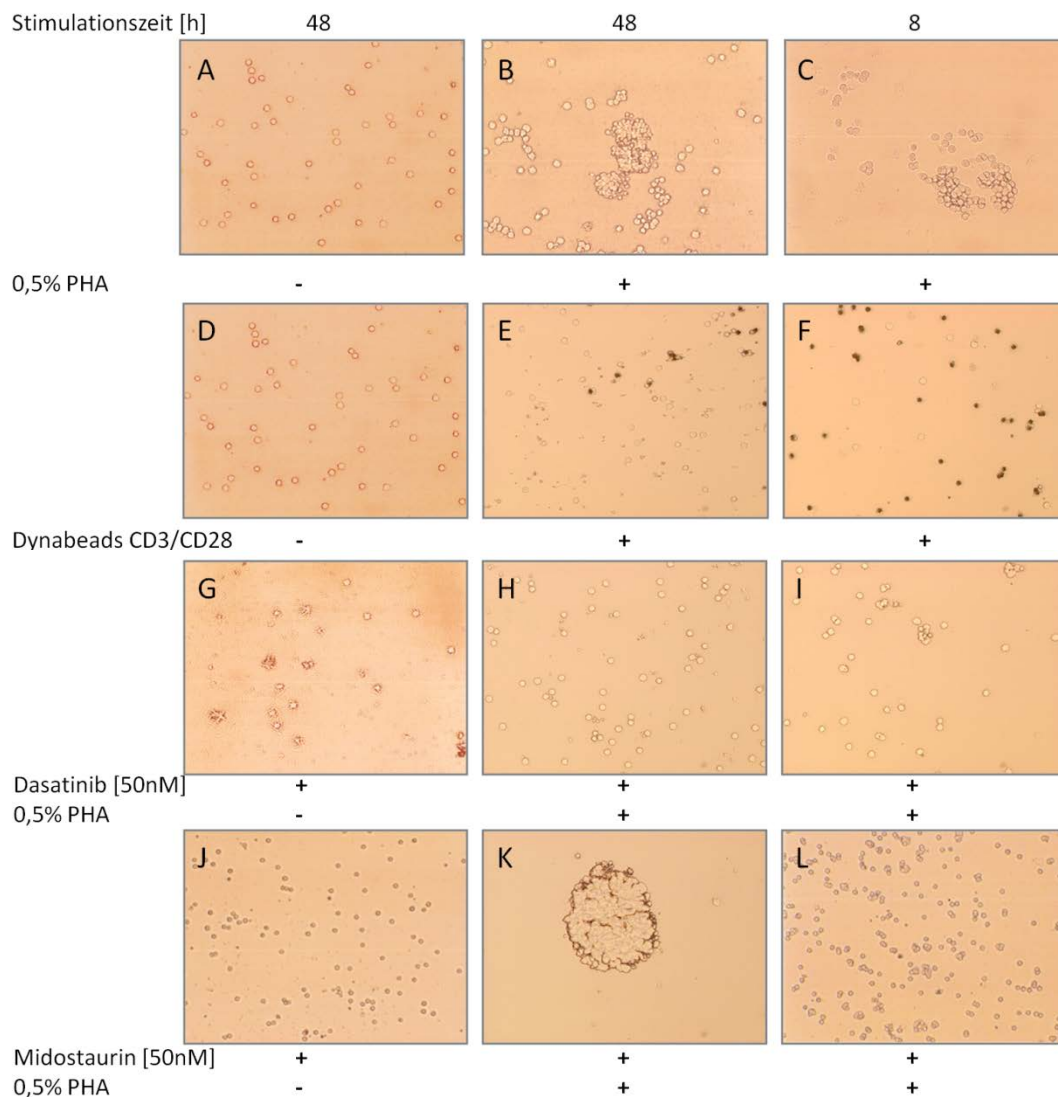 Stimulationszeit [h] 48 48 8
A B C
0,5% PHA - + +
D E F
Dynabeads CD3/CD28 - + +
G H I
Dasatinib [50nM] + + +
0,5% PHA - + +
J K L
Midostaurin [50nM] + + +
0,5% PHA - + +